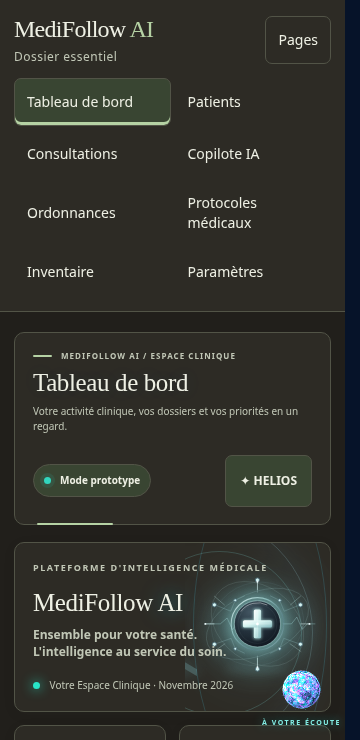 MediFollow AI
Dossier essentiel
Pages
Tableau de bord
Patients
Consultations
Copilote IA
Ordonnances
Protocoles
médicaux
Inventaire
Paramètres
MEDIFOLLOW AI / ESPACE CLINIQUE
Tableau de bord
Votre activité clinique, vos dossiers et vos priorités en un
regard.
Mode prototype
✦ HELIOS
PLATEFORME D'INTELLIGENCE MÉDICALE
MediFollow AI
Ensemble pour votre santé.
L'intelligence au service du soin.
Votre Espace Clinique · Novembre 2026
À VOTRE ÉCOUTE